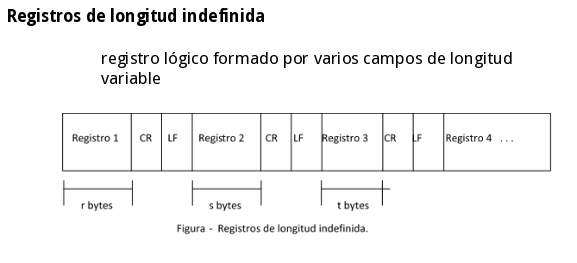 Registros de longitud indefinida
registro lógico formado por varios campos de longitud
variable
Registro 1 CR LF Registro 2 CR LF Registro 3 CR LF Registro 4 ...
r bytes s bytes t bytes
Figura - Registros de longitud indefinida.